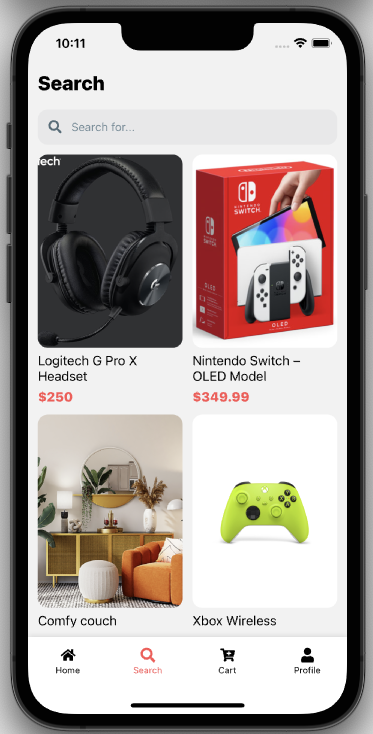 10:11
Search
Search for...
tech
NINTENDO
SWITCH
OLED
Logitech G Pro X
Headset
Nintendo Switch –
OLED Model
$250
$349.99
Comfy couch
Xbox Wireless
Home
Search
Cart
Profile